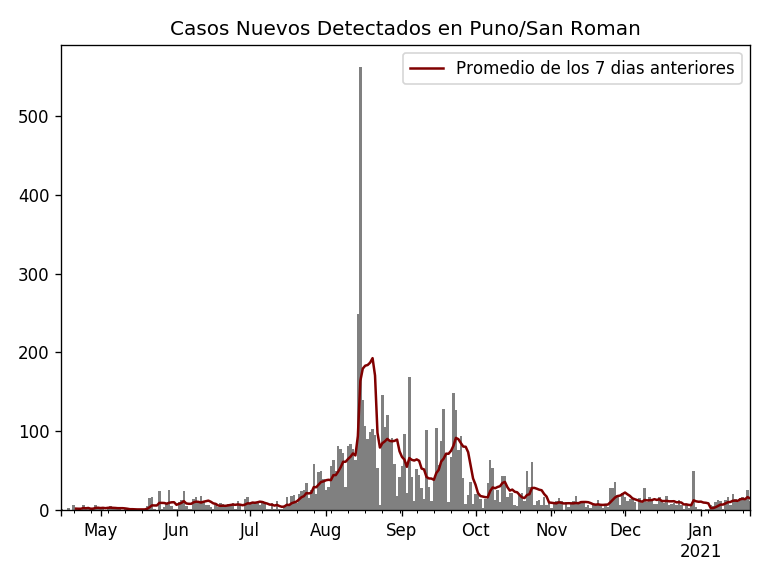 Casos Nuevos Detectados en Puno/San Roman
Promedio de los 7 dias anteriores
500
400
300
200
100
0
May Jun Jul Aug Sep Oct Nov Dec Jan
2021